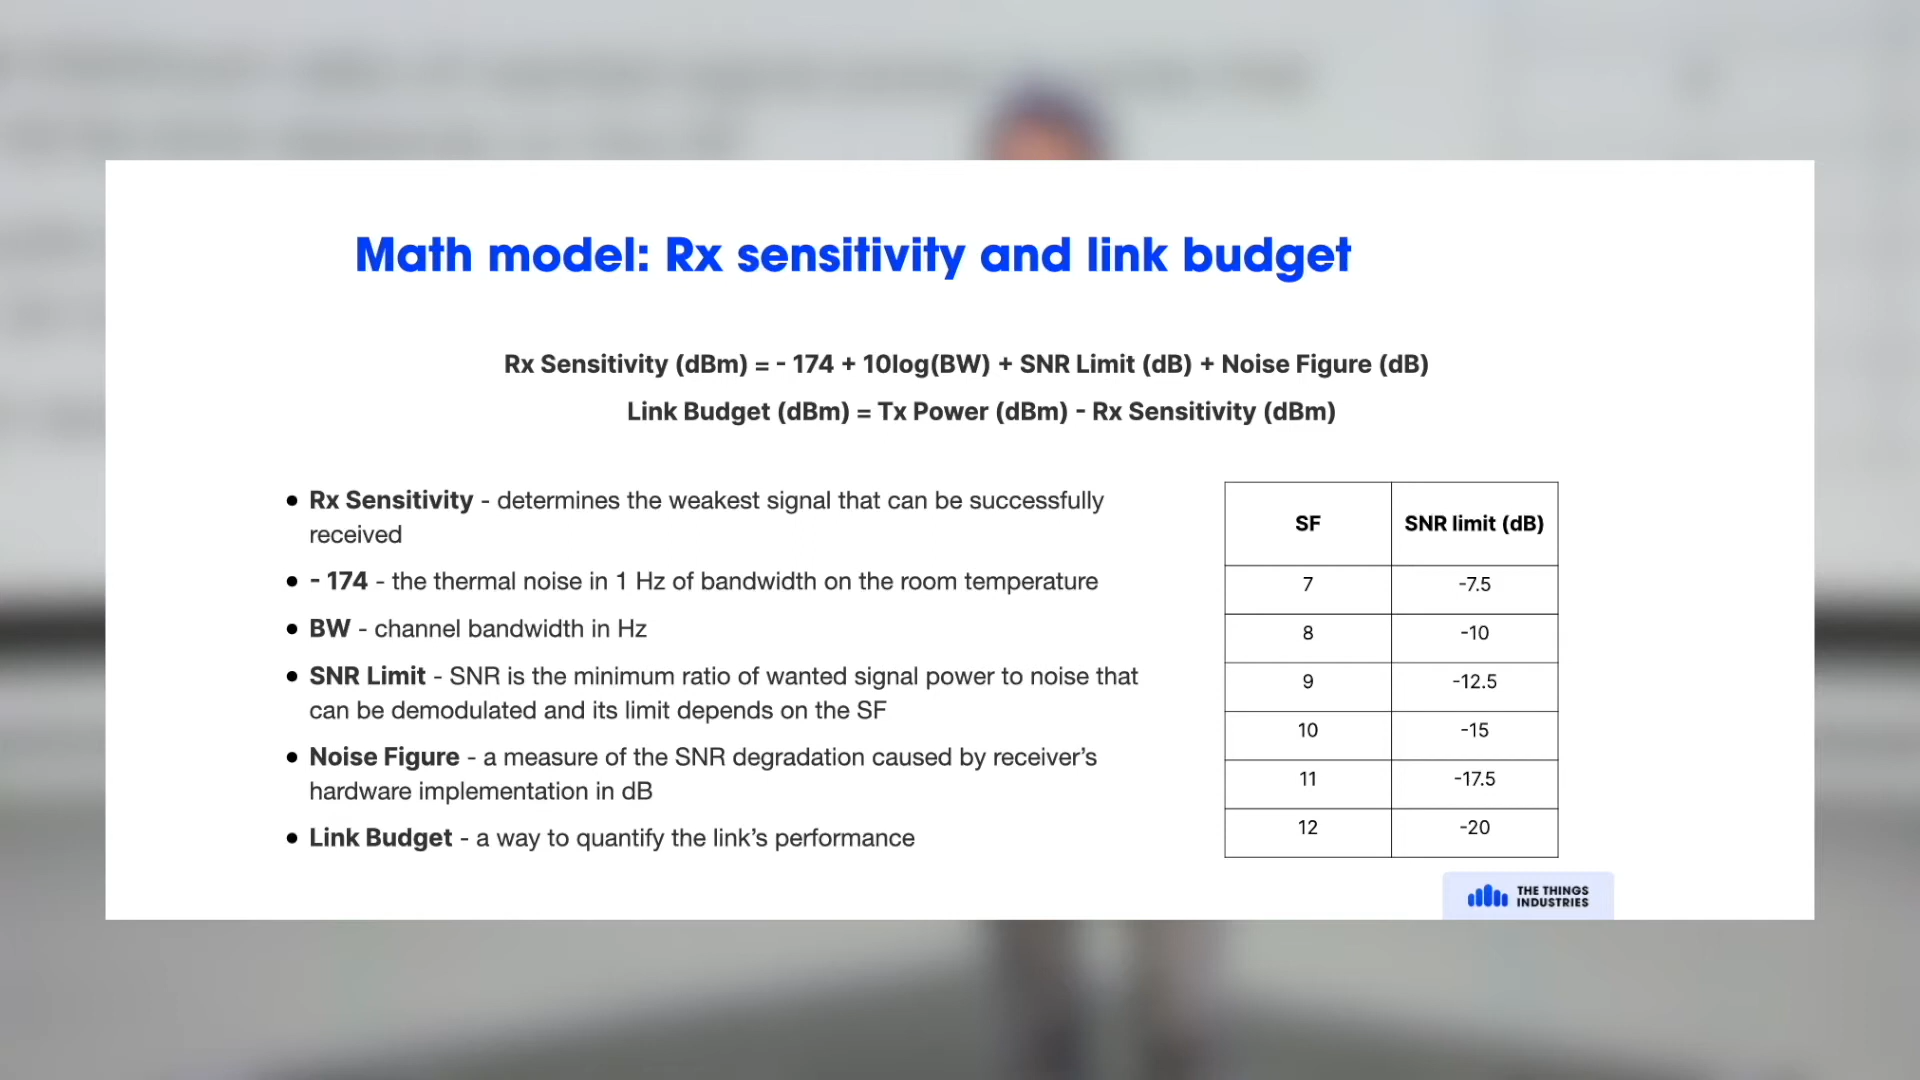 Math model: Rx sensitivity and link budget
Rx Sensitivity (dBm) = - 174 + 10log(BW) + SNR Limit (dB) + Noise Figure (dB)
Link Budget (dBm) = Tx Power (dBm) - Rx Sensitivity (dBm)
● Rx Sensitivity - determines the weakest signal that can be successfully
received
● - 174 - the thermal noise in 1 Hz of bandwidth on the room temperature
● BW - channel bandwidth in Hz
● SNR Limit - SNR is the minimum ratio of wanted signal power to noise that
can be demodulated and its limit depends on the SF
● Noise Figure - a measure of the SNR degradation caused by receiver’s
hardware implementation in dB
● Link Budget - a way to quantify the link’s performance
SF SNR limit (dB)
7 -7.5
8 -10
9 -12.5
10 -15
11 -17.5
12 -20
THE THINGS
INDUSTRIES